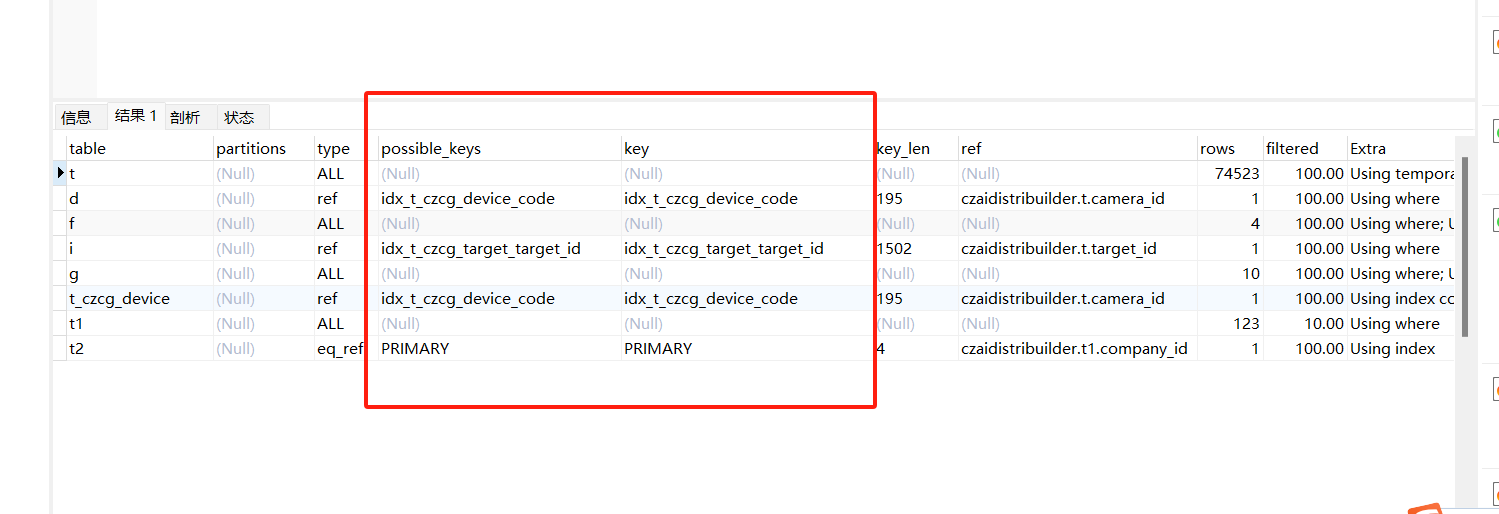 信息 结果 1 剖析 状态
table partitions type possible_keys key key_len ref rows filtered Extra
t (Null) ALL (Null) (Null) (Null) (Null) 74523 100.00 Using tempora
d (Null) ref idx_t_czcg_device_code idx_t_czcg_device_code 195 czaidistribuilder.t.camera_id 1 100.00 Using where
f (Null) ALL (Null) (Null) (Null) (Null) 4 100.00 Using where; U
i (Null) ref idx_t_czcg_target_target_id idx_t_czcg_target_target_id 1502 czaidistribuilder.t.target_id 1 100.00 Using where
g (Null) ALL (Null) (Null) (Null) (Null) 10 100.00 Using where; U
t_czcg_device (Null) ref idx_t_czcg_device_code idx_t_czcg_device_code 195 czaidistribuilder.t.camera_id 1 100.00 Using index co
t1 (Null) ALL (Null) (Null) (Null) (Null) 123 10.00 Using where
t2 (Null) eq_ref PRIMARY PRIMARY 4 czaidistribuilder.t1.company_id 1 100.00 Using index